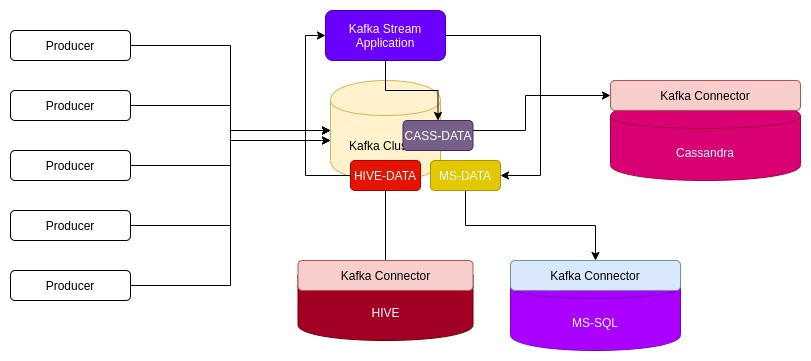 Producer
Producer
Producer
Producer
Producer
Kafka Stream
Application
Kafka Clus
CASS-DATA
HIVE-DATA
MS-DATA
Kafka Connector
Cassandra
Kafka Connector
HIVE
Kafka Connector
MS-SQL